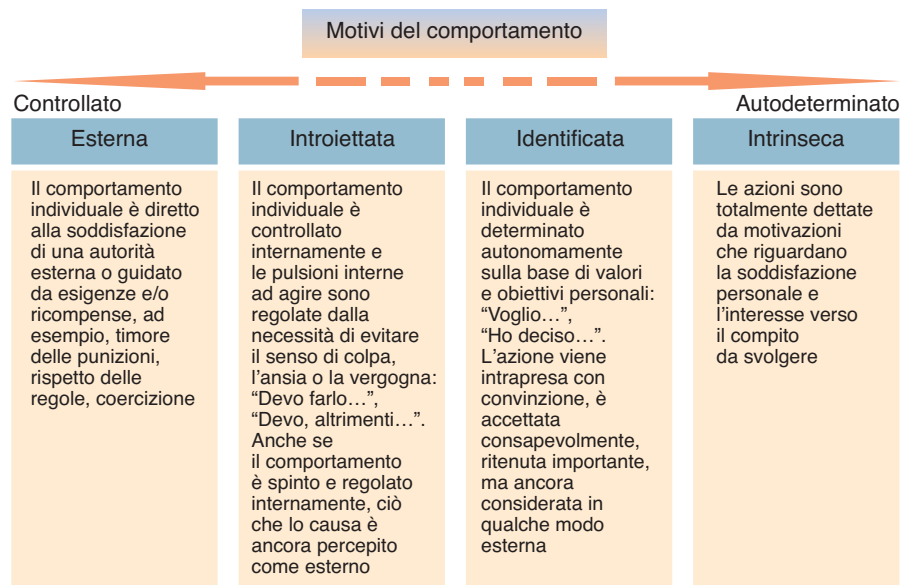 Motivi del comportamento
Controllato
Autodeterminato
Esterna
Il comportamento
individuale è diretto
alla soddisfazione
di una autorità
esterna o guidato
da esigenze e/o
ricompense, ad
esempio, timore
delle punizioni,
rispetto delle
regole, coercizione
Introiettata
Il comportamento
individuale è
controllato
internamente e
le pulsioni interne
ad agire sono
regolate dalla
necessità di evitare
il senso di colpa,
l'ansia o la vergogna:
“Devo farlo…”,
“Devo, altrimenti…”.
Anche se
il comportamento
è spinto e regolato
internamente, ciò
che lo causa è
ancora percepito
come esterno
Identificata
Il comportamento
individuale è
determinato
autonomamente
sulla base di valori
e obiettivi personali:
“Voglio…”,
“Ho deciso…”.
L'azione viene
intrapresa con
convinzione, è
accettata
consapevolmente,
ritenuta importante,
ma ancora
considerata in
qualche modo
esterna
Intrinseca
Le azioni sono
totalmente dettate
da motivazioni
che riguardano
la soddisfazione
personale e
l'interesse verso
il compito
da svolgere